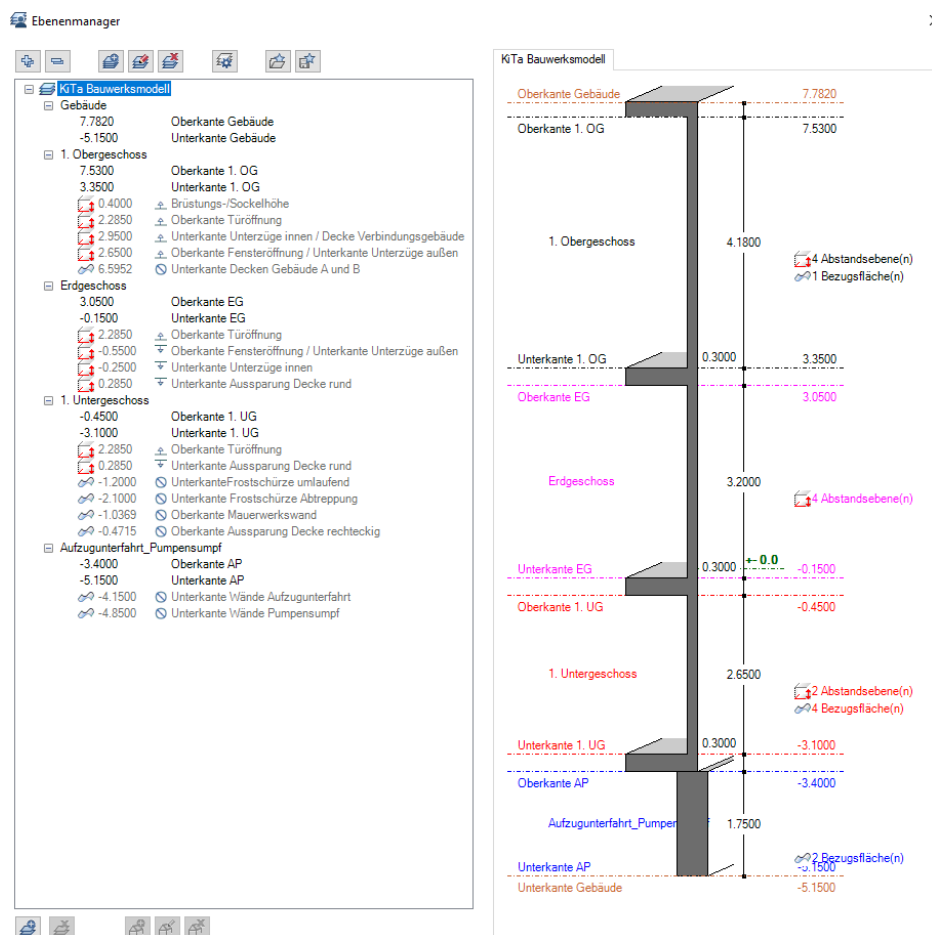 Ebenenmanager
KiTa Bauwerksmodell
Gebäude
7.7820 Oberkante Gebäude
-5.1500 Unterkante Gebäude
1. Obergeschoss
7.5300 Oberkante 1. OG
3.3500 Unterkante 1. OG
0.4000 Brüstungs-/Sockelhöhe
2.2850 Oberkante Türöffnung
2.9500 Unterkante Unterzüge innen / Decke Verbindungsgebäude
2.6500 Oberkante Fensteröffnung / Unterkante Unterzüge außen
6.5952 Unterkante Decken Gebäude A und B
Erdgeschoss
3.0500 Oberkante EG
-0.1500 Unterkante EG
2.2850 Oberkante Türöffnung
-0.5500 Oberkante Fensteröffnung / Unterkante Unterzüge außen
-0.2500 Unterkante Unterzüge innen
0.2850 Unterkante Aussparung Decke rund
1. Untergeschoss
-0.4500 Oberkante 1. UG
-3.1000 Unterkante 1. UG
2.2850 Oberkante Türöffnung
0.2850 Unterkante Aussparung Decke rund
-1.2000 UnterkanteFrostschürze umlaufend
-2.1000 Unterkante Frostschürze Abtreppung
-1.0369 Oberkante Mauerwerkswand
-0.4715 Oberkante Aussparung Decke rechteckig
Aufzugunterfahrt_Pumpensumpf
-3.4000 Oberkante AP
-5.1500 Unterkante AP
-4.1500 Unterkante Wände Aufzugunterfahrt
-4.8500 Unterkante Wände Pumpensumpf
KiTa Bauwerksmodell
Oberkante Gebäude 7.7820
Oberkante 1. OG 7.5300
1. Obergeschoss 4.1800
4 Abstandsebene(n)
1 Bezugsfläche(n)
Unterkante 1. OG 0.3000 3.3500
Oberkante EG 3.0500
Erdgeschoss 3.2000
4 Abstandsebene(n)
+-0.0
Unterkante EG 0.3000 -0.1500
Oberkante 1. UG -0.4500
1. Untergeschoss 2.6500
2 Abstandsebene(n)
4 Bezugsfläche(n)
Unterkante 1. UG 0.3000 -3.1000
Oberkante AP -3.4000
Aufzugunterfahrt_Pumpen f 1.7500
2 Bezugsfläche(n)
Unterkante AP -5.1500
Unterkante Gebäude -5.1500